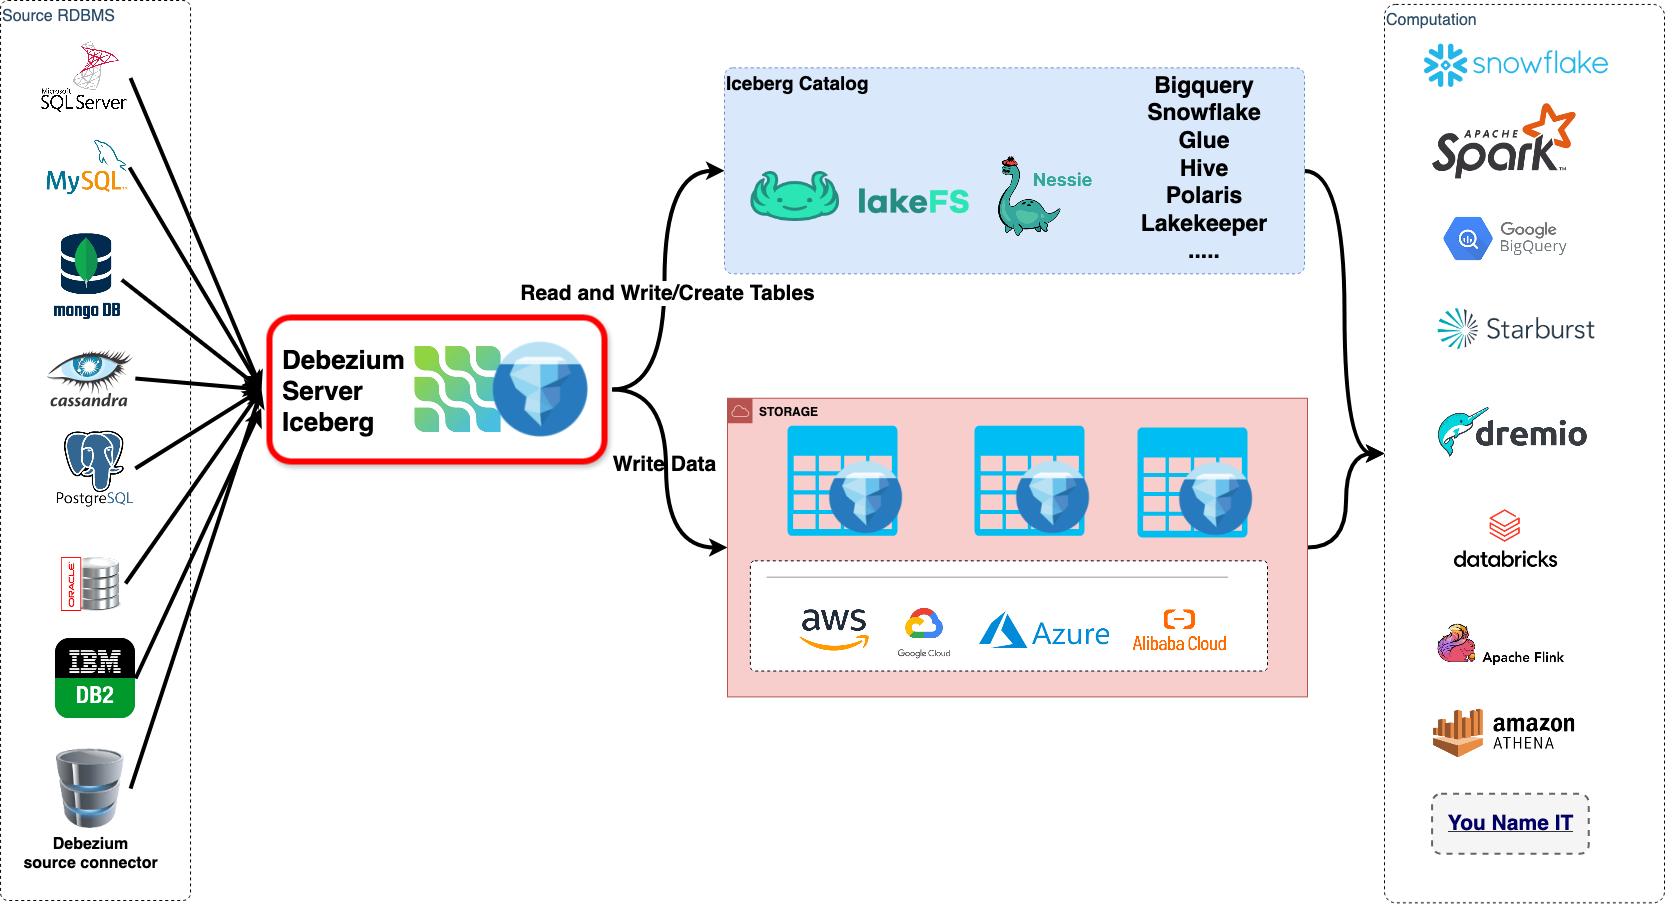 Source RDBMS
Microsoft
SQL Server
MySQL
mongo DB
cassandra
PostgreSQL
ORACLE
IBM
DB2
Debezium
source connector
Debezium
Server
Iceberg
Read and Write/Create Tables
Write Data
Iceberg Catalog
lakeFS
Nessie
Bigquery
Snowflake
Glue
Hive
Polaris
Lakekeeper
.....
STORAGE
aws
Google Cloud
Azure
Alibaba Cloud
Computation
snowflake
APACHE
Spark™
Google
BigQuery
Starburst
dremio
databricks
Apache Flink
amazon
ATHENA
You Name IT